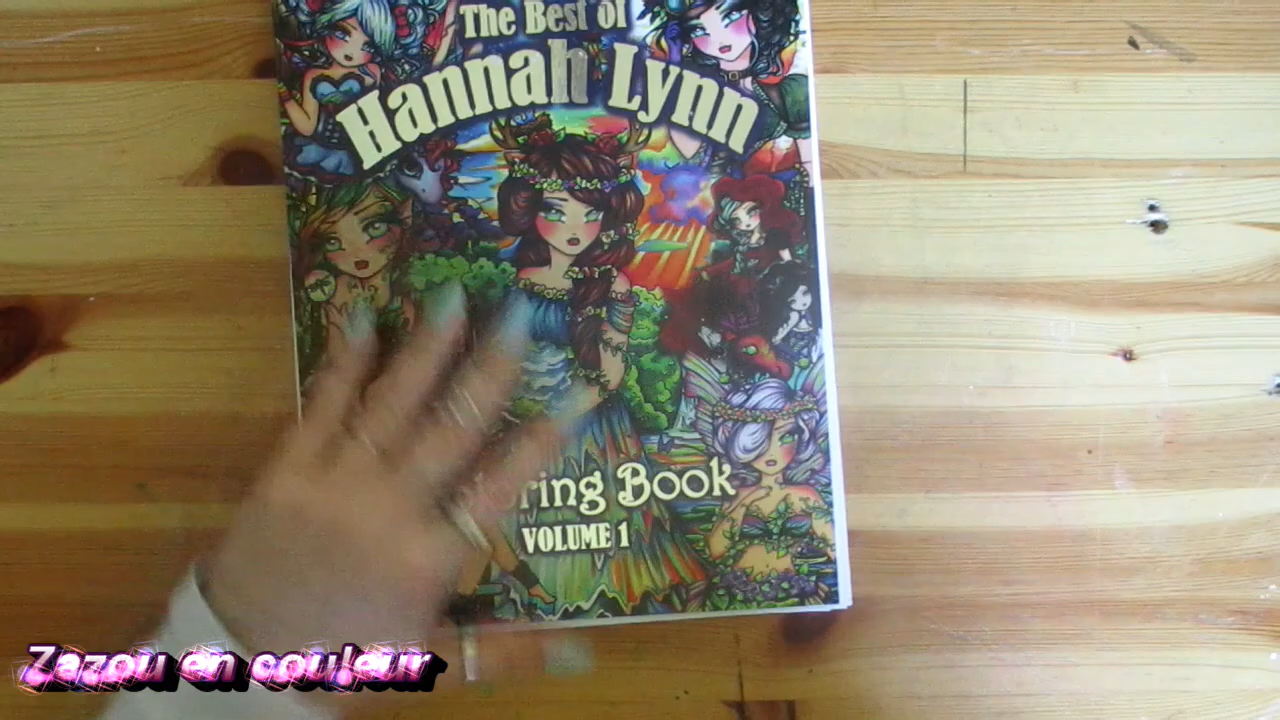 The Best of
Hannah Lynn
ring Book
VOLUME 1
Zazou en couleur